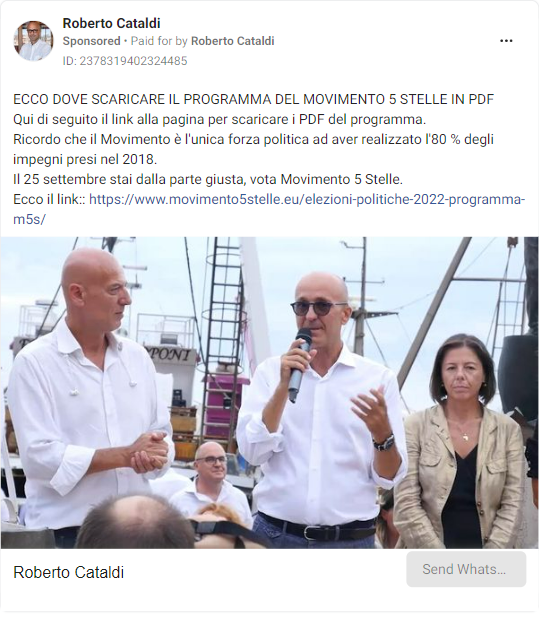 Roberto Cataldi
Sponsored • Paid for by Roberto Cataldi
ID: 2378319402324485
ECCO DOVE SCARICARE IL PROGRAMMA DEL MOVIMENTO 5 STELLE IN PDF
Qui di seguito il link alla pagina per scaricare i PDF del programma.
Ricordo che il Movimento è l'unica forza politica ad aver realizzato l'80 % degli
impegni presi nel 2018.
Il 25 settembre stai dalla parte giusta, vota Movimento 5 Stelle.
Ecco il link:: https://www.movimento5stelle.eu/elezioni-politiche-2022-programma-
m5s/
Roberto Cataldi
Send Whats...